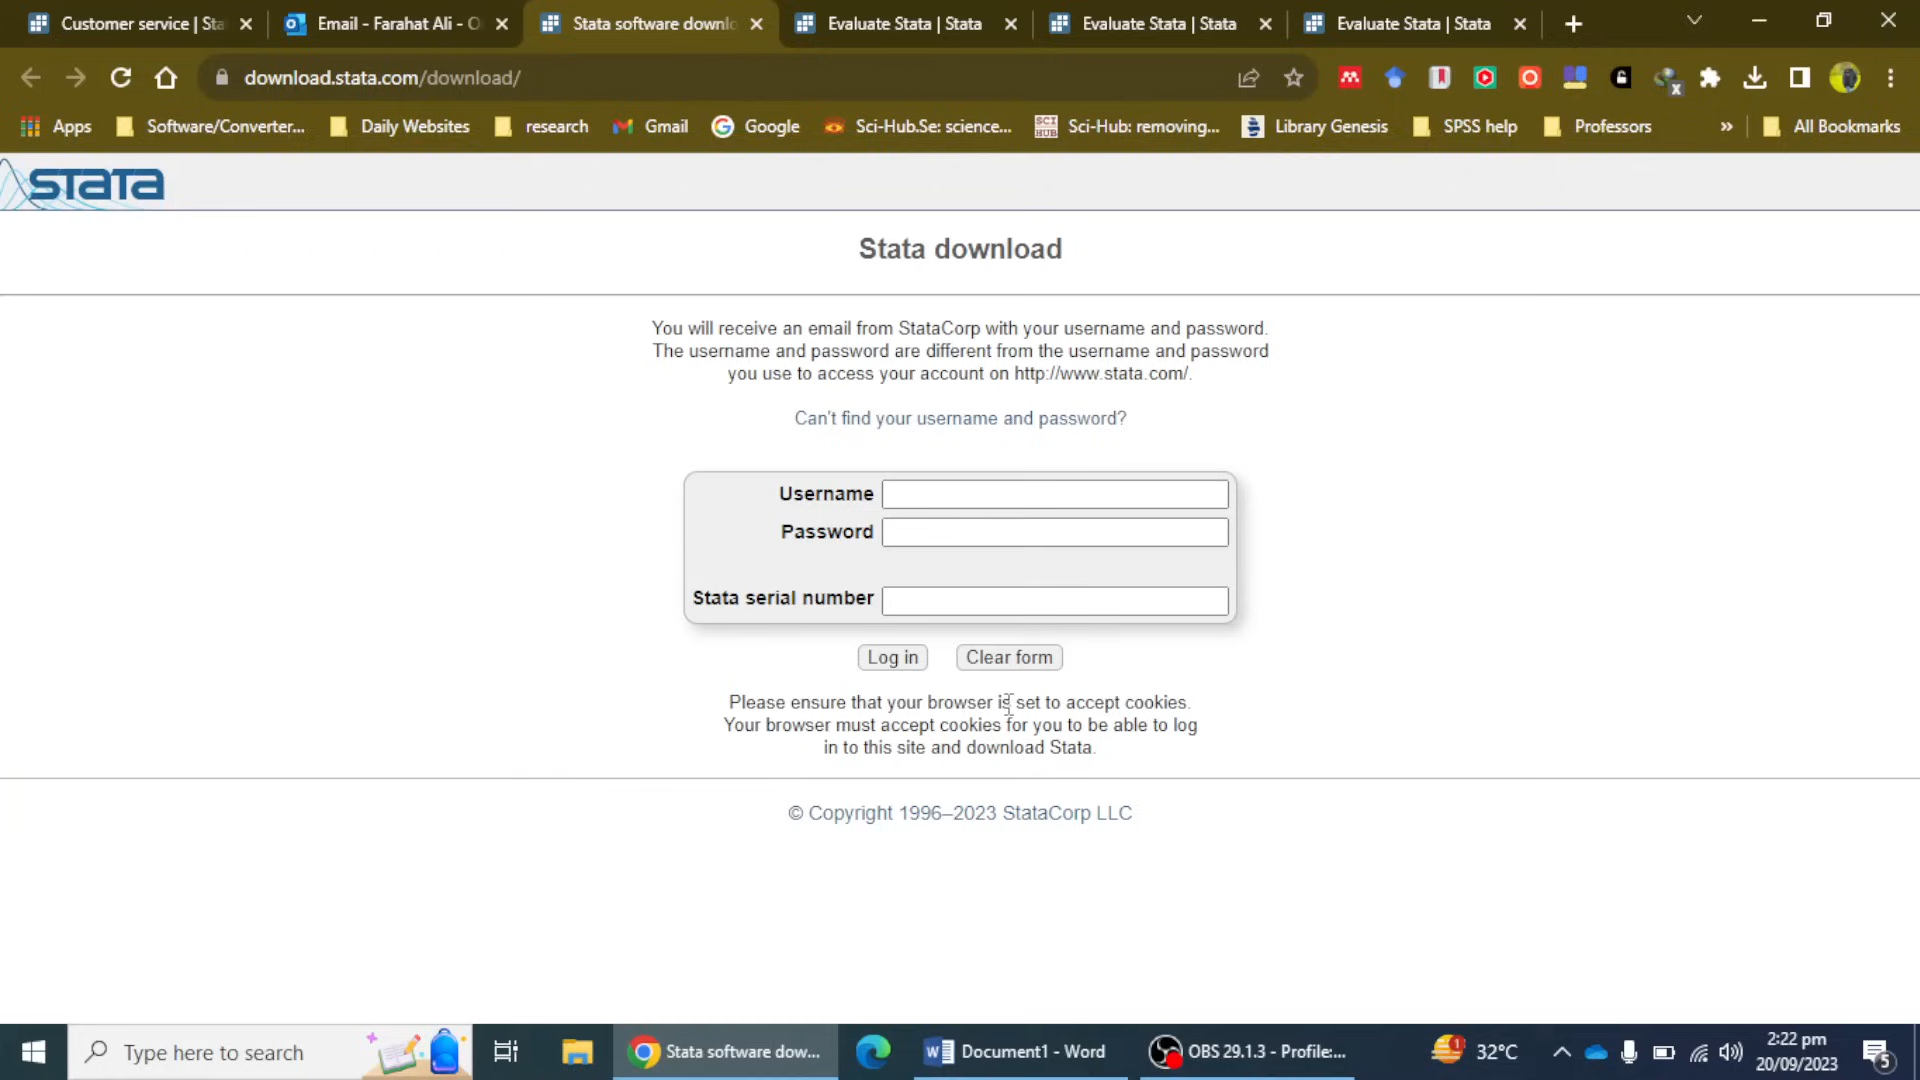 Customer service | Sta
Email - Farahat Ali - O
Stata software downlo
Evaluate Stata | Stata
Evaluate Stata | Stata
Evaluate Stata | Stata
download.stata.com/download/
Apps
Software/Converter...
Daily Websites
research
Gmail
Google
Sci-Hub.Se: science...
SCI HUB
Sci-Hub: removing...
Library Genesis
SPSS help
Professors
»
All Bookmarks
STATA
Stata download
You will receive an email from StataCorp with your username and password.
The username and password are different from the username and password
you use to access your account on http://www.stata.com/.
Can't find your username and password?
Username
Password
Stata serial number
Log in
Clear form
Please ensure that your browser is set to accept cookies.
Your browser must accept cookies for you to be able to log
in to this site and download Stata.
© Copyright 1996–2023 StataCorp LLC
Type here to search
Stata software dow...
Document1 - Word
OBS 29.1.3 - Profile:...
1
32°C
2:22 pm
20/09/2023
5